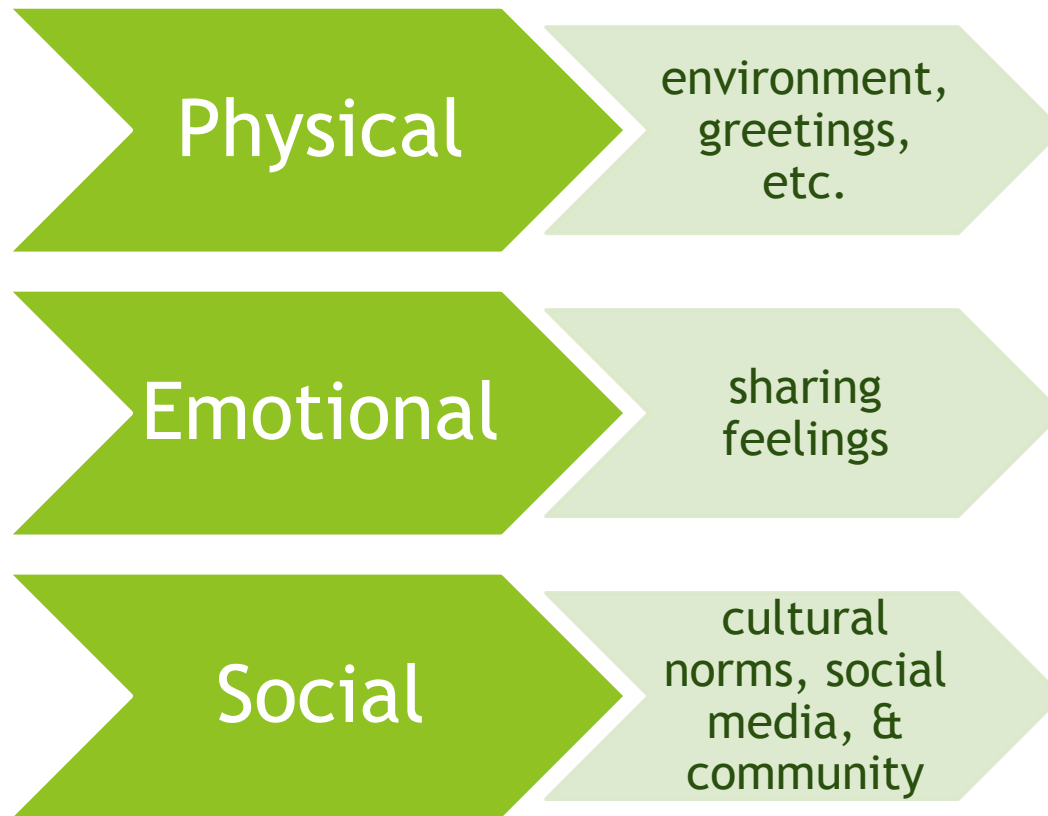 Physical
environment,
greetings,
etc.
Emotional
sharing
feelings
Social
cultural
norms, social
media, &
community